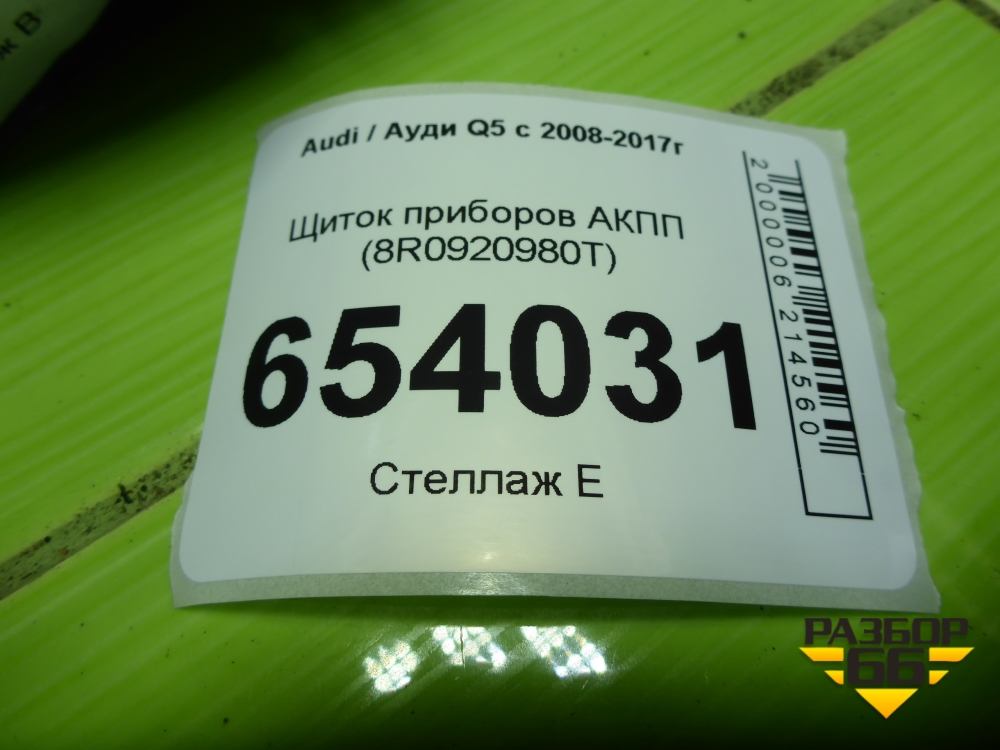 ж В
Audi / Ауди Q5 с 2008-2017г
Щиток приборов АКПП
(8R0920980T)
654031
Стеллаж Е
2000006214560
РАЗБОР
66